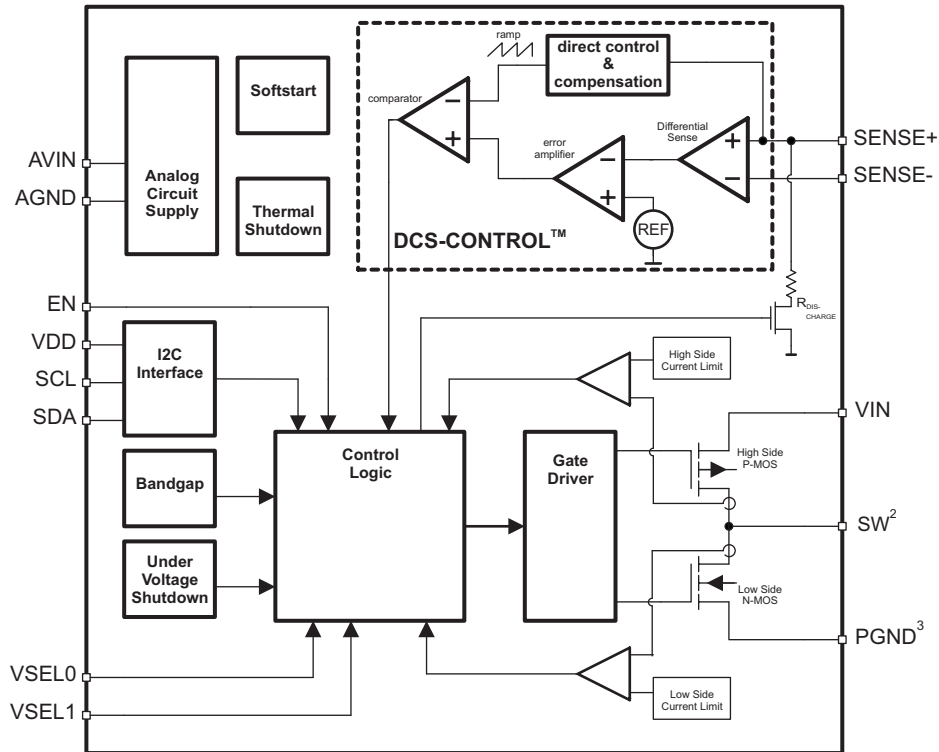 ramp
direct control
&
compensation
comparator
−
+
error
amplifier
−
+
Differential
Sense
+
−
REF
DCS-CONTROL™
Softstart
Thermal
Shutdown
Analog
Circuit
Supply
AVIN
AGND
SENSE+
SENSE-
R DIS-
CHARGE
EN
VDD
SCL
SDA
I2C
Interface
Bandgap
Under
Voltage
Shutdown
Control
Logic
Gate
Driver
High Side
Current Limit
High Side
P-MOS
Low Side
N-MOS
Low Side
Current Limit
VIN
SW²
PGND³
VSEL0
VSEL1